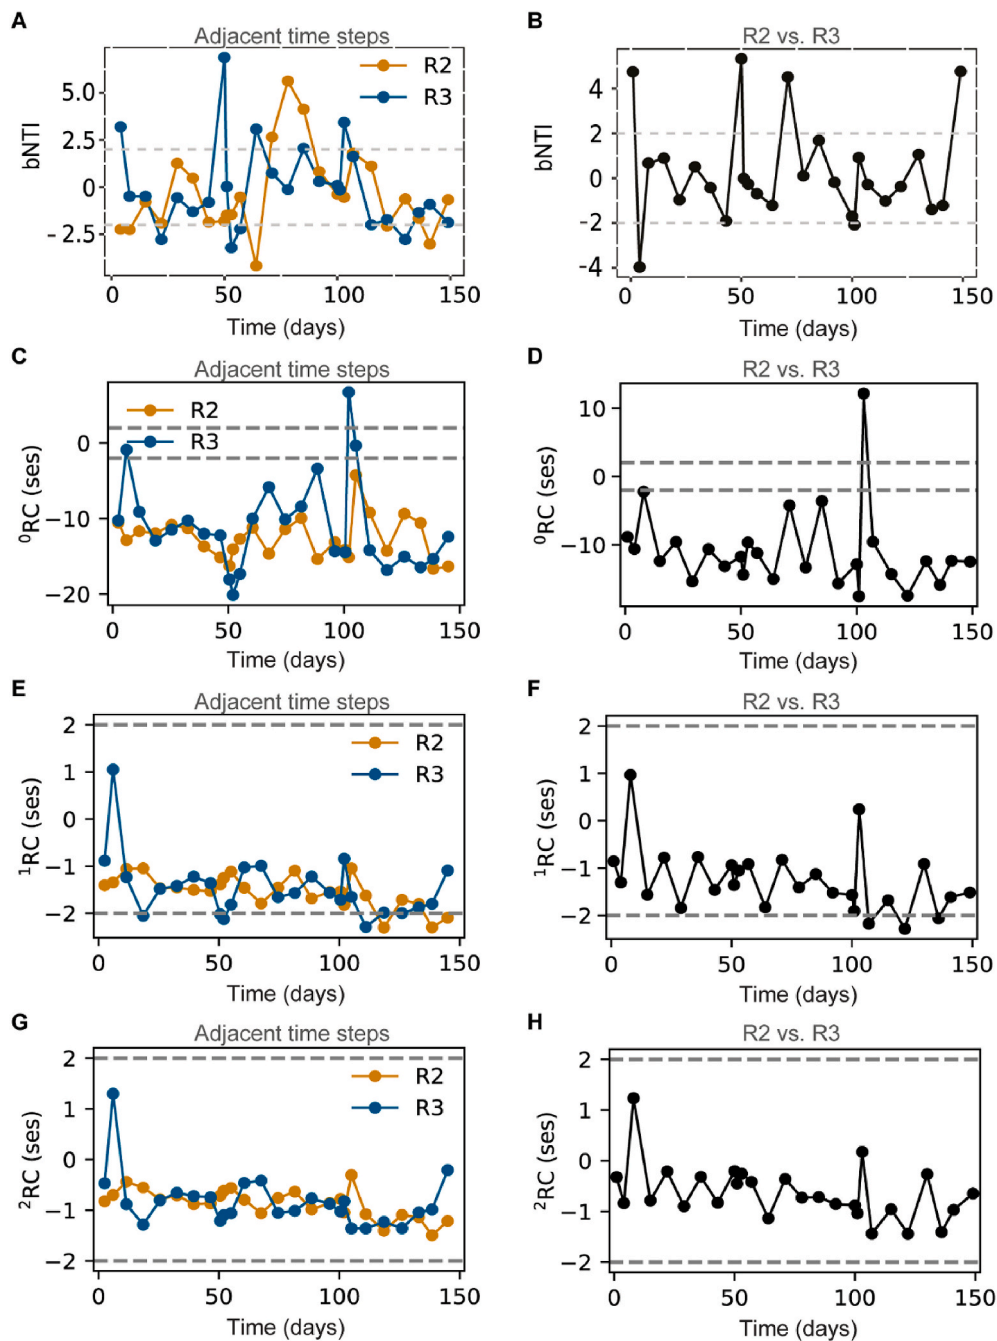 A
Adjacent time steps
R2
R3
5.0
2.5
0
−2.5
bNTI
0
50
100
150
Time (days)
B
R2 vs. R3
4
2
0
−2
−4
bNTI
0
50
100
150
Time (days)
C
Adjacent time steps
R2
R3
0
−10
−20
⁰RC (ses)
0
50
100
150
Time (days)
D
R2 vs. R3
10
0
−10
⁰RC (ses)
0
50
100
150
Time (days)
E
Adjacent time steps
R2
R3
2
1
0
−1
−2
¹RC (ses)
0
50
100
150
Time (days)
F
R2 vs. R3
2
1
0
−1
−2
¹RC (ses)
0
50
100
150
Time (days)
G
Adjacent time steps
R2
R3
2
1
0
−1
−2
²RC (ses)
0
50
100
150
Time (days)
H
R2 vs. R3
2
1
0
−1
−2
²RC (ses)
0
50
100
150
Time (days)